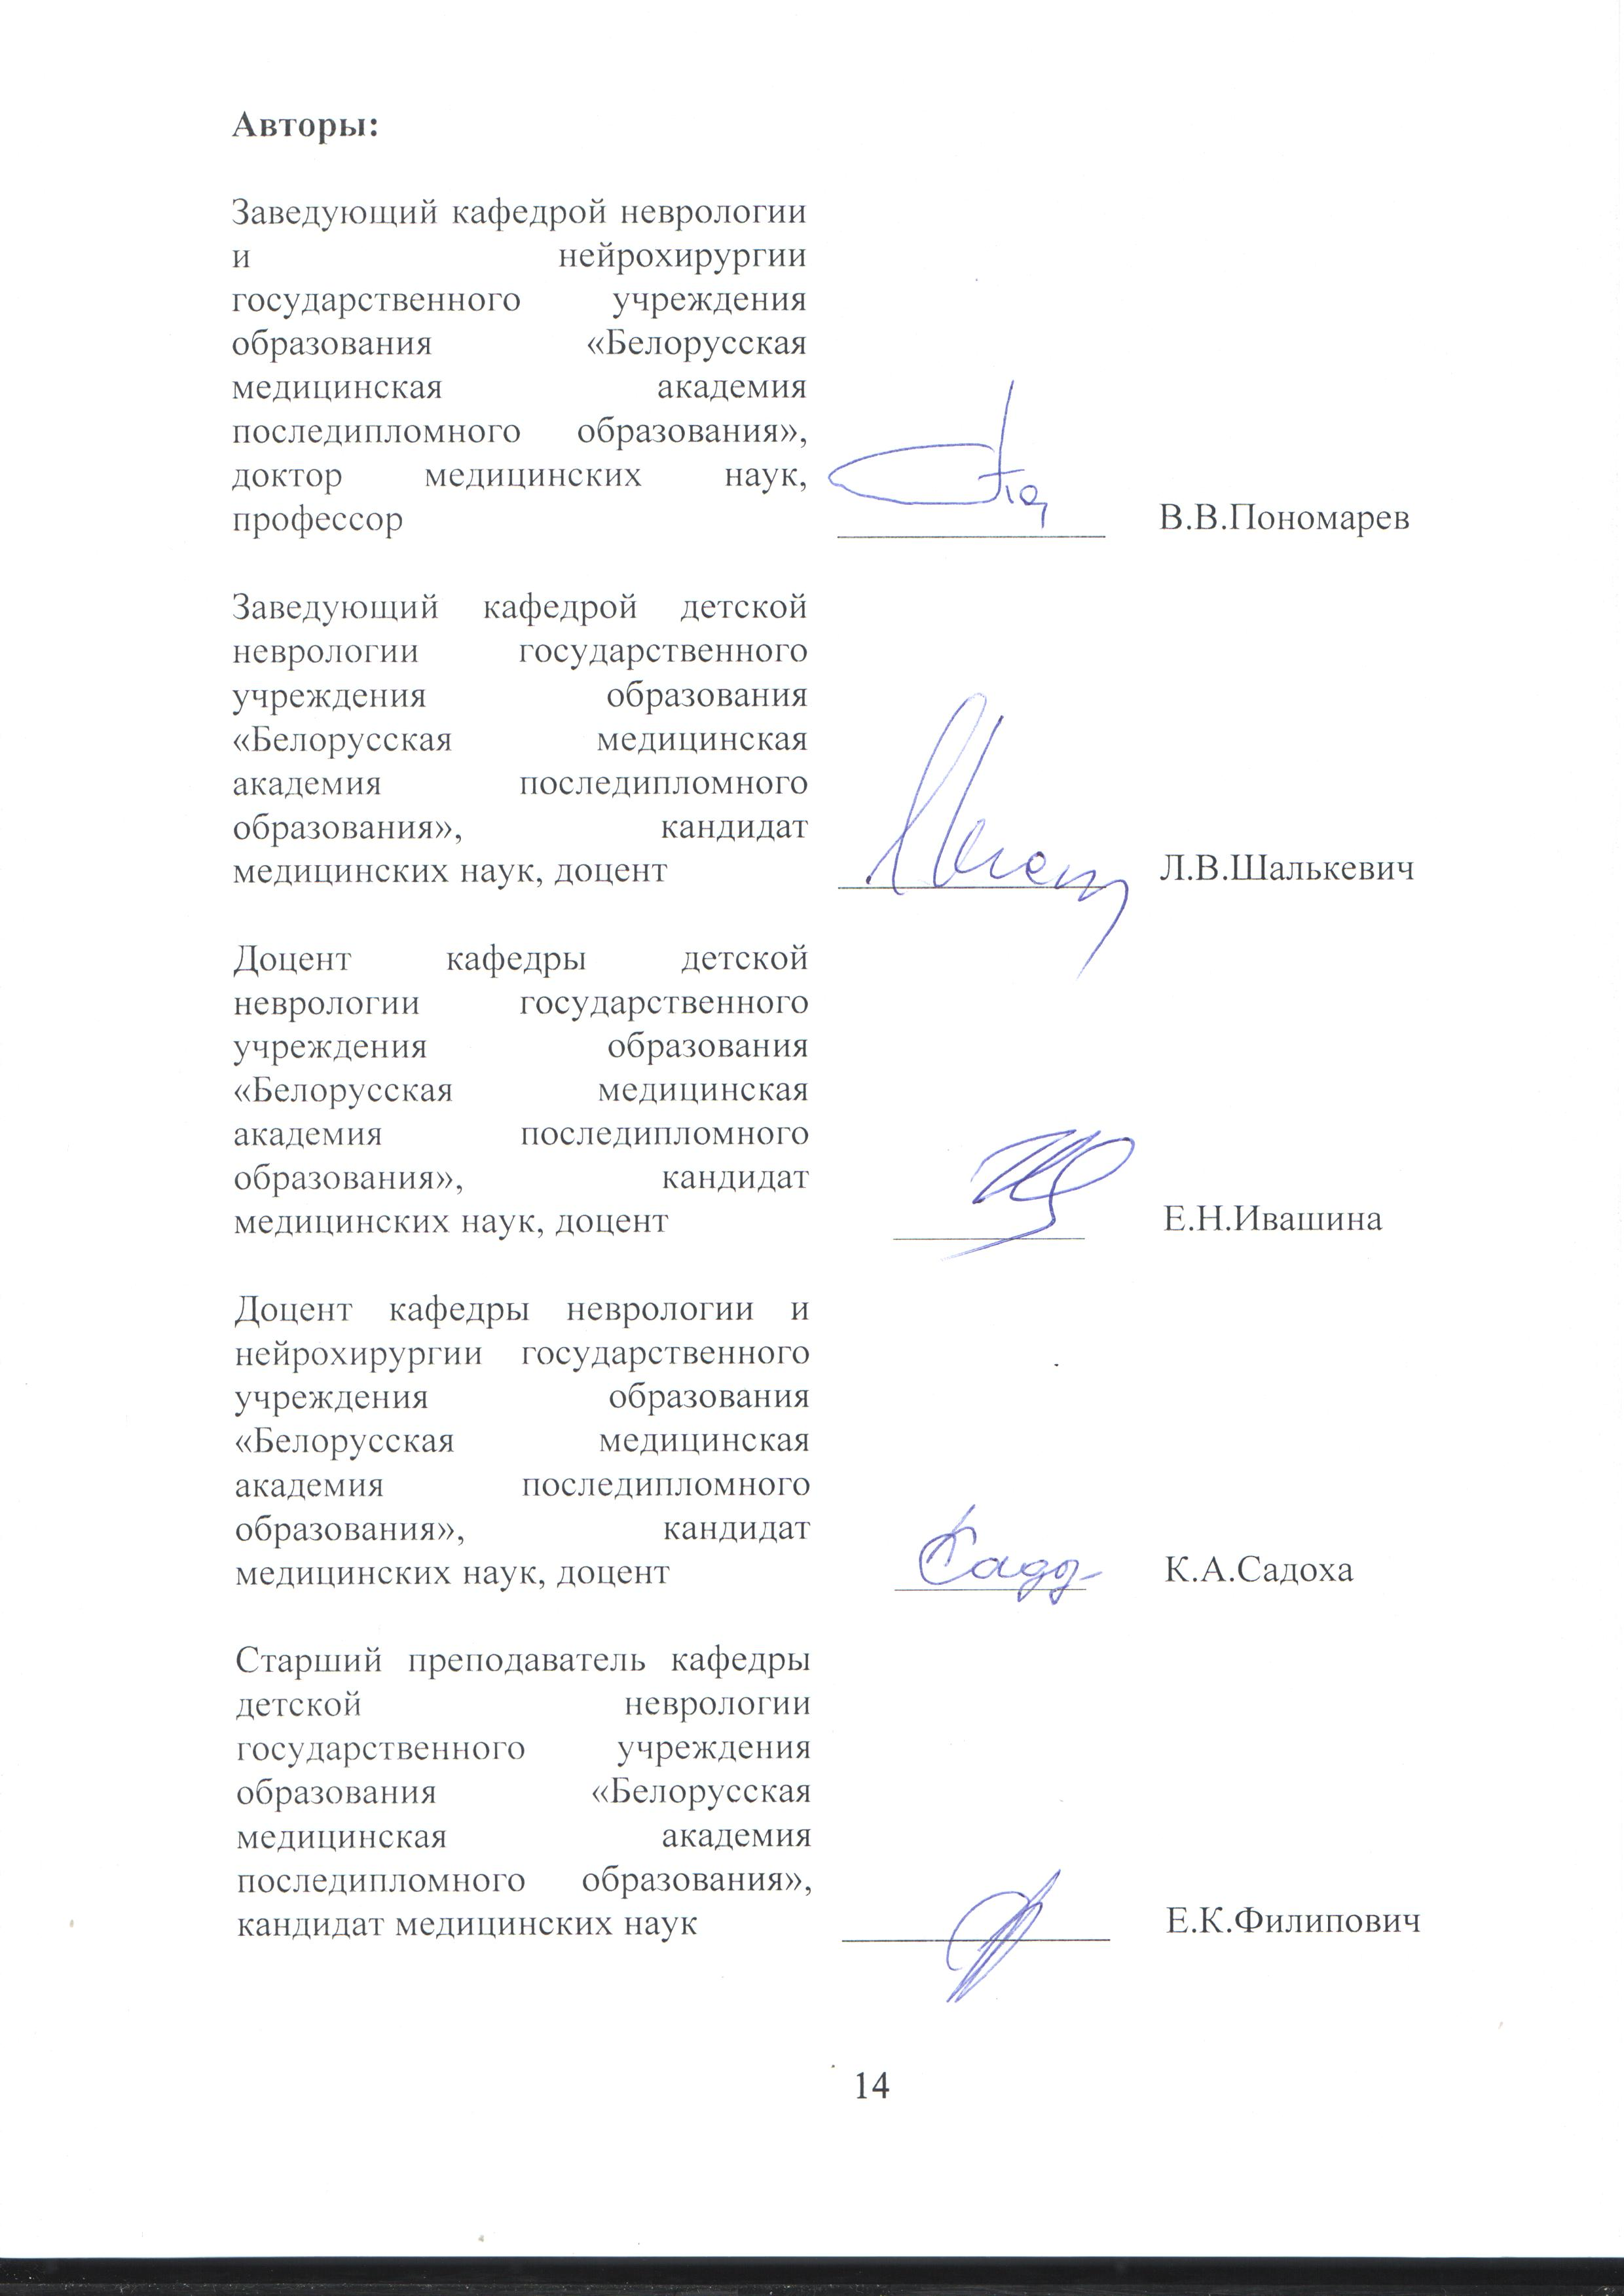 Авторы:
Заведующий кафедрой неврологии
и нейрохирургии
государственного учреждения
образования «Белорусская
медицинская академия
последипломного образования»,
доктор медицинских наук,
профессор В.В.Пономарев
Заведующий кафедрой детской
неврологии государственного
учреждения образования
«Белорусская медицинская
академия последипломного
образования», кандидат
медицинских наук, доцент Л.В.Шалькевич
Доцент кафедры детской
неврологии государственного
учреждения образования
«Белорусская медицинская
академия последипломного
образования», кандидат
медицинских наук, доцент Е.Н.Ивашина
Доцент кафедры неврологии и
нейрохирургии государственного
учреждения образования
«Белорусская медицинская
академия последипломного
образования», кандидат
медицинских наук, доцент К.А.Садоха
Старший преподаватель кафедры
детской неврологии
государственного учреждения
образования «Белорусская
медицинская академия
последипломного образования»,
кандидат медицинских наук Е.К.Филипович
14